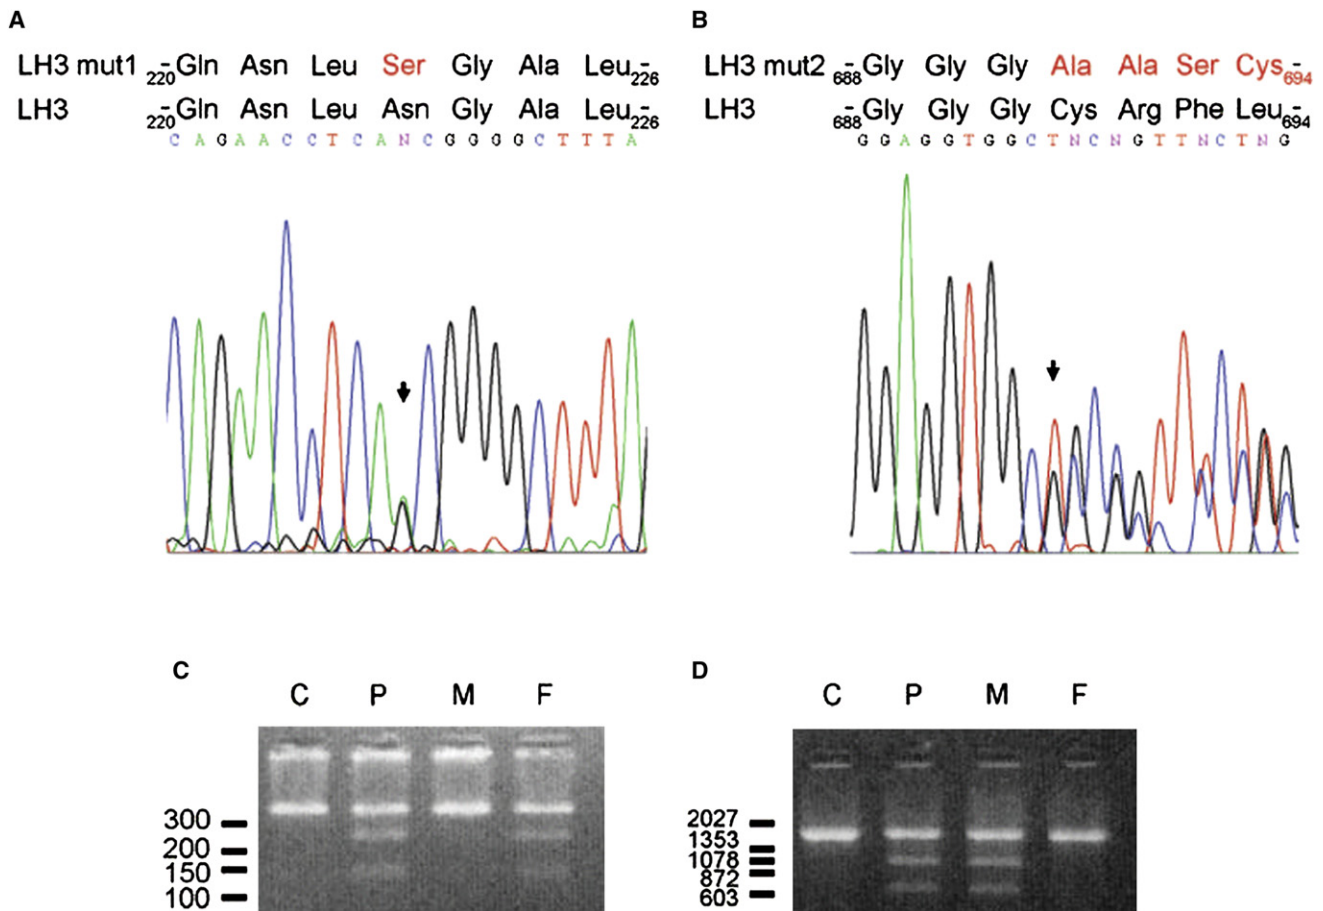 A
LH3 mut1 -220Gln Asn Leu Ser Gly Ala Leu226-
LH3 -220Gln Asn Leu Asn Gly Ala Leu226-
C A G A A C C T C A N C G G G G C T T T A
B
LH3 mut2 -688Gly Gly Gly Ala Ala Ser Cys694-
LH3 -688Gly Gly Gly Cys Arg Phe Leu694-
G G A G G T G G C T N C N G T T N C T N G
C
C P M F
300
200
150
100
D
C P M F
2027
1353
1078
872
603